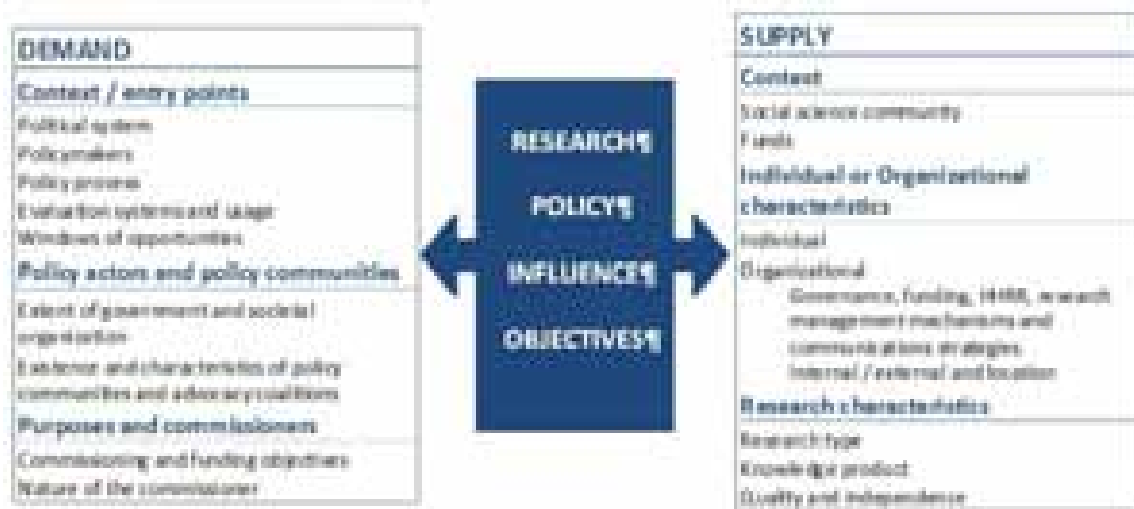 DEMAND
Context / entry points
Political system
Policymakers
Policy process
Evaluation systems and usage
Windows of opportunities
Policy actors and policy communities
Extent of government and societal
organisation
Existence and characteristics of policy
communities and advocacy coalitions
Purposes and commissioners
Commissioning and funding objectives
Nature of the commissioner
RESEARCH¶
POLICY¶
INFLUENCE¶
OBJECTIVES¶
SUPPLY
Context
Social science community
Funds
Individual or Organizational
characteristics
Individual
Organizational
Governance, funding, HHRR, research
management mechanisms and
communications strategies
Internal / external and location
Research characteristics
Research type
Knowledge product
Quality and independence